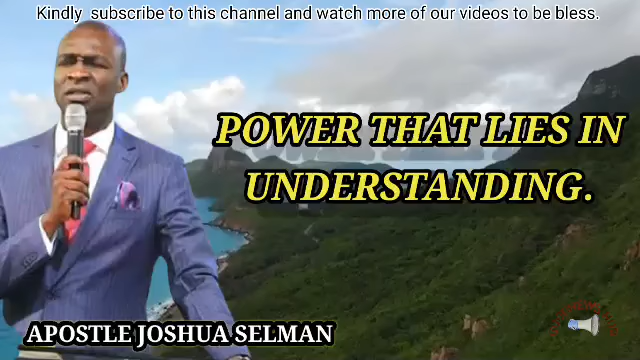 Kindly subscribe to this channel and watch more of our videos to be bless.
POWER THAT LIES IN
UNDERSTANDING.
APOSTLE JOSHUA SELMAN